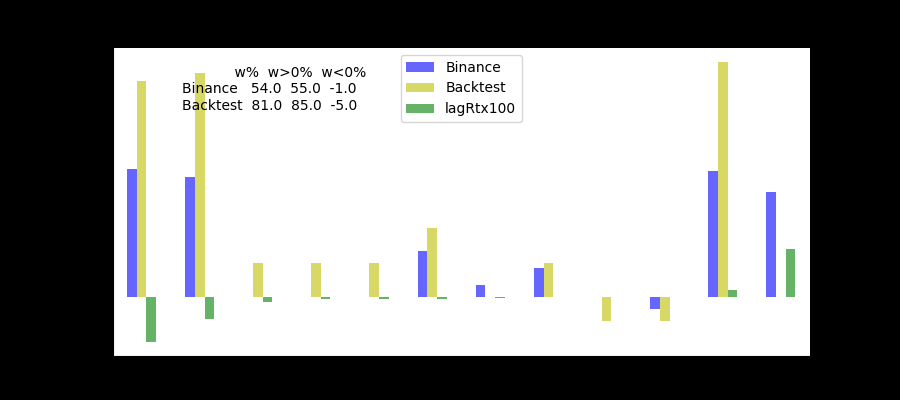 w%  w>0%  w<0%
Binance  54.0  55.0  -1.0
Backtest  81.0  85.0  -5.0
Binance
Backtest
lagRtx100